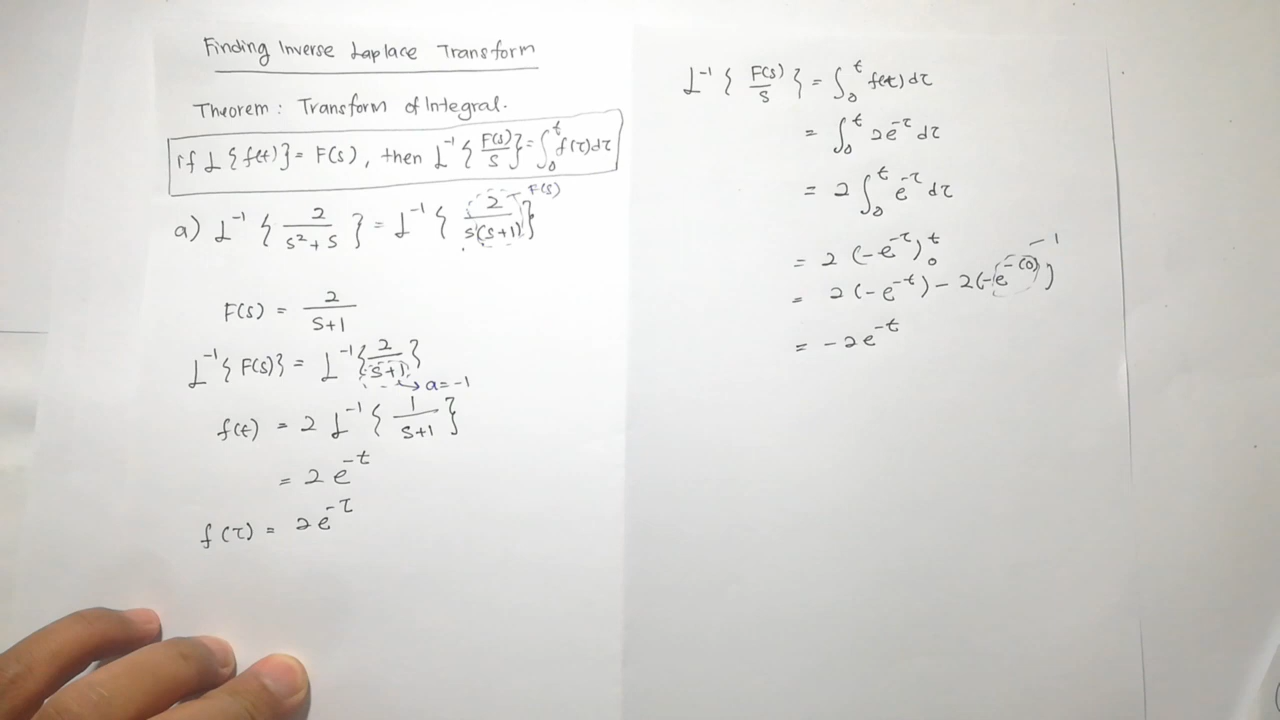 Finding Inverse Laplace Transform
Theorem: Transform of Integral.
if L{f(t)} = F(s), then L⁻¹{F(s)/s} = ∫₀ᵗ f(τ)dτ
F(s)
a) L⁻¹{2/(s²+s)} = L⁻¹{2/(s(s+1))}
F(s) = 2/(s+1)
L⁻¹{F(s)} = L⁻¹{2/(s+1)}
→ a = -1
f(t) = 2 L⁻¹{1/(s+1)}
= 2e^(-t)
f(τ) = 2e^(-τ)
L⁻¹{F(s)/s} = ∫₀ᵗ f(τ)dτ
= ∫₀ᵗ 2e^(-τ) dτ
= 2 ∫₀ᵗ e^(-τ) dτ
= 2(-e^(-τ))₀ᵗ
= 2(-e^(-t)) - 2(-e^(-(0))) - 1
= -2e^(-t)